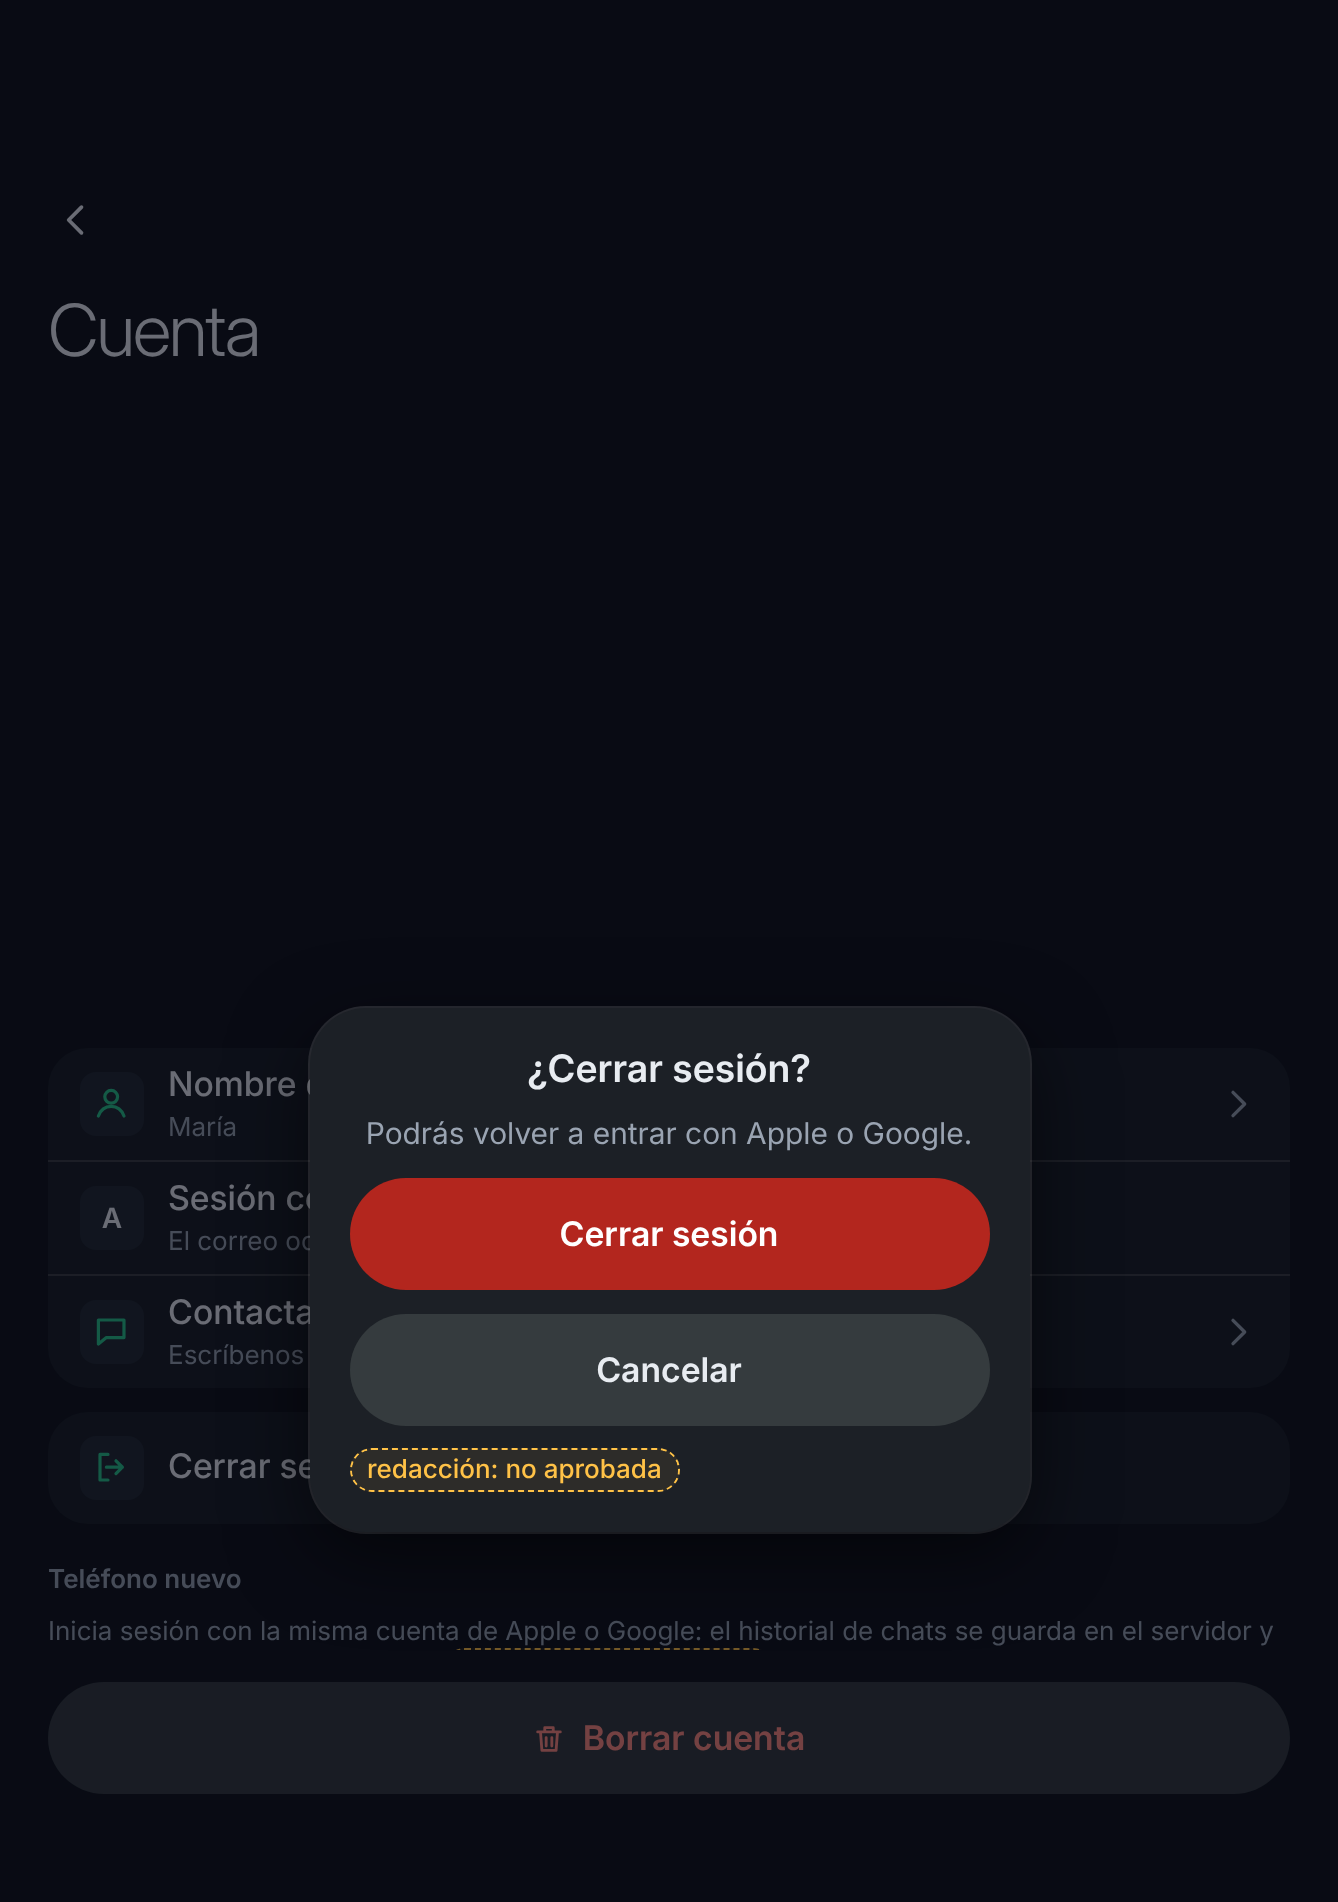 Cuenta
¿Cerrar sesión?
Podrás volver a entrar con Apple o Google.
Cerrar sesión
Cancelar
redacción: no aprobada
Nombre
María
A
Sesión
El correo
Contacta
Escríbenos
Cerrar
Teléfono nuevo
Inicia sesión con la misma cuenta de Apple o Google: el historial de chats se guarda en el servidor y
Borrar cuenta